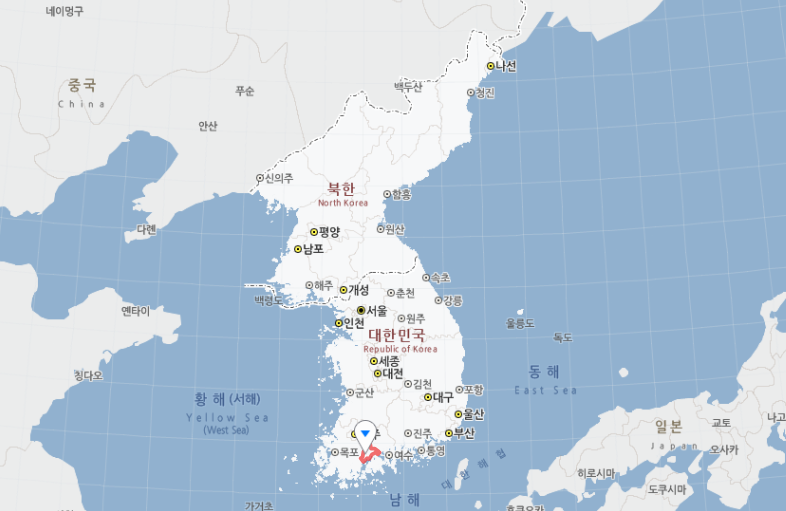 네이멍구
나선
중국
China
백두산
푸순
청진
안산
신의주
북한
North Korea
함흥
다롄
평양
원산
남포
속초
해주
개성
춘천
백령도
강릉
옌타이
서울
원주
인천
울릉도
대한민국
독도
Republic of Korea
세종
대전
동해
칭다오
김천
East Sea
군산
포항
황해 (서해)
대구
Yellow Sea
울산
나고
(West Sea)
일본
교토
진주
부산
Japan
목포
여수
통영
오사카
대한해협
히로시마
도쿠시마
남해
가거초
후쿠오카